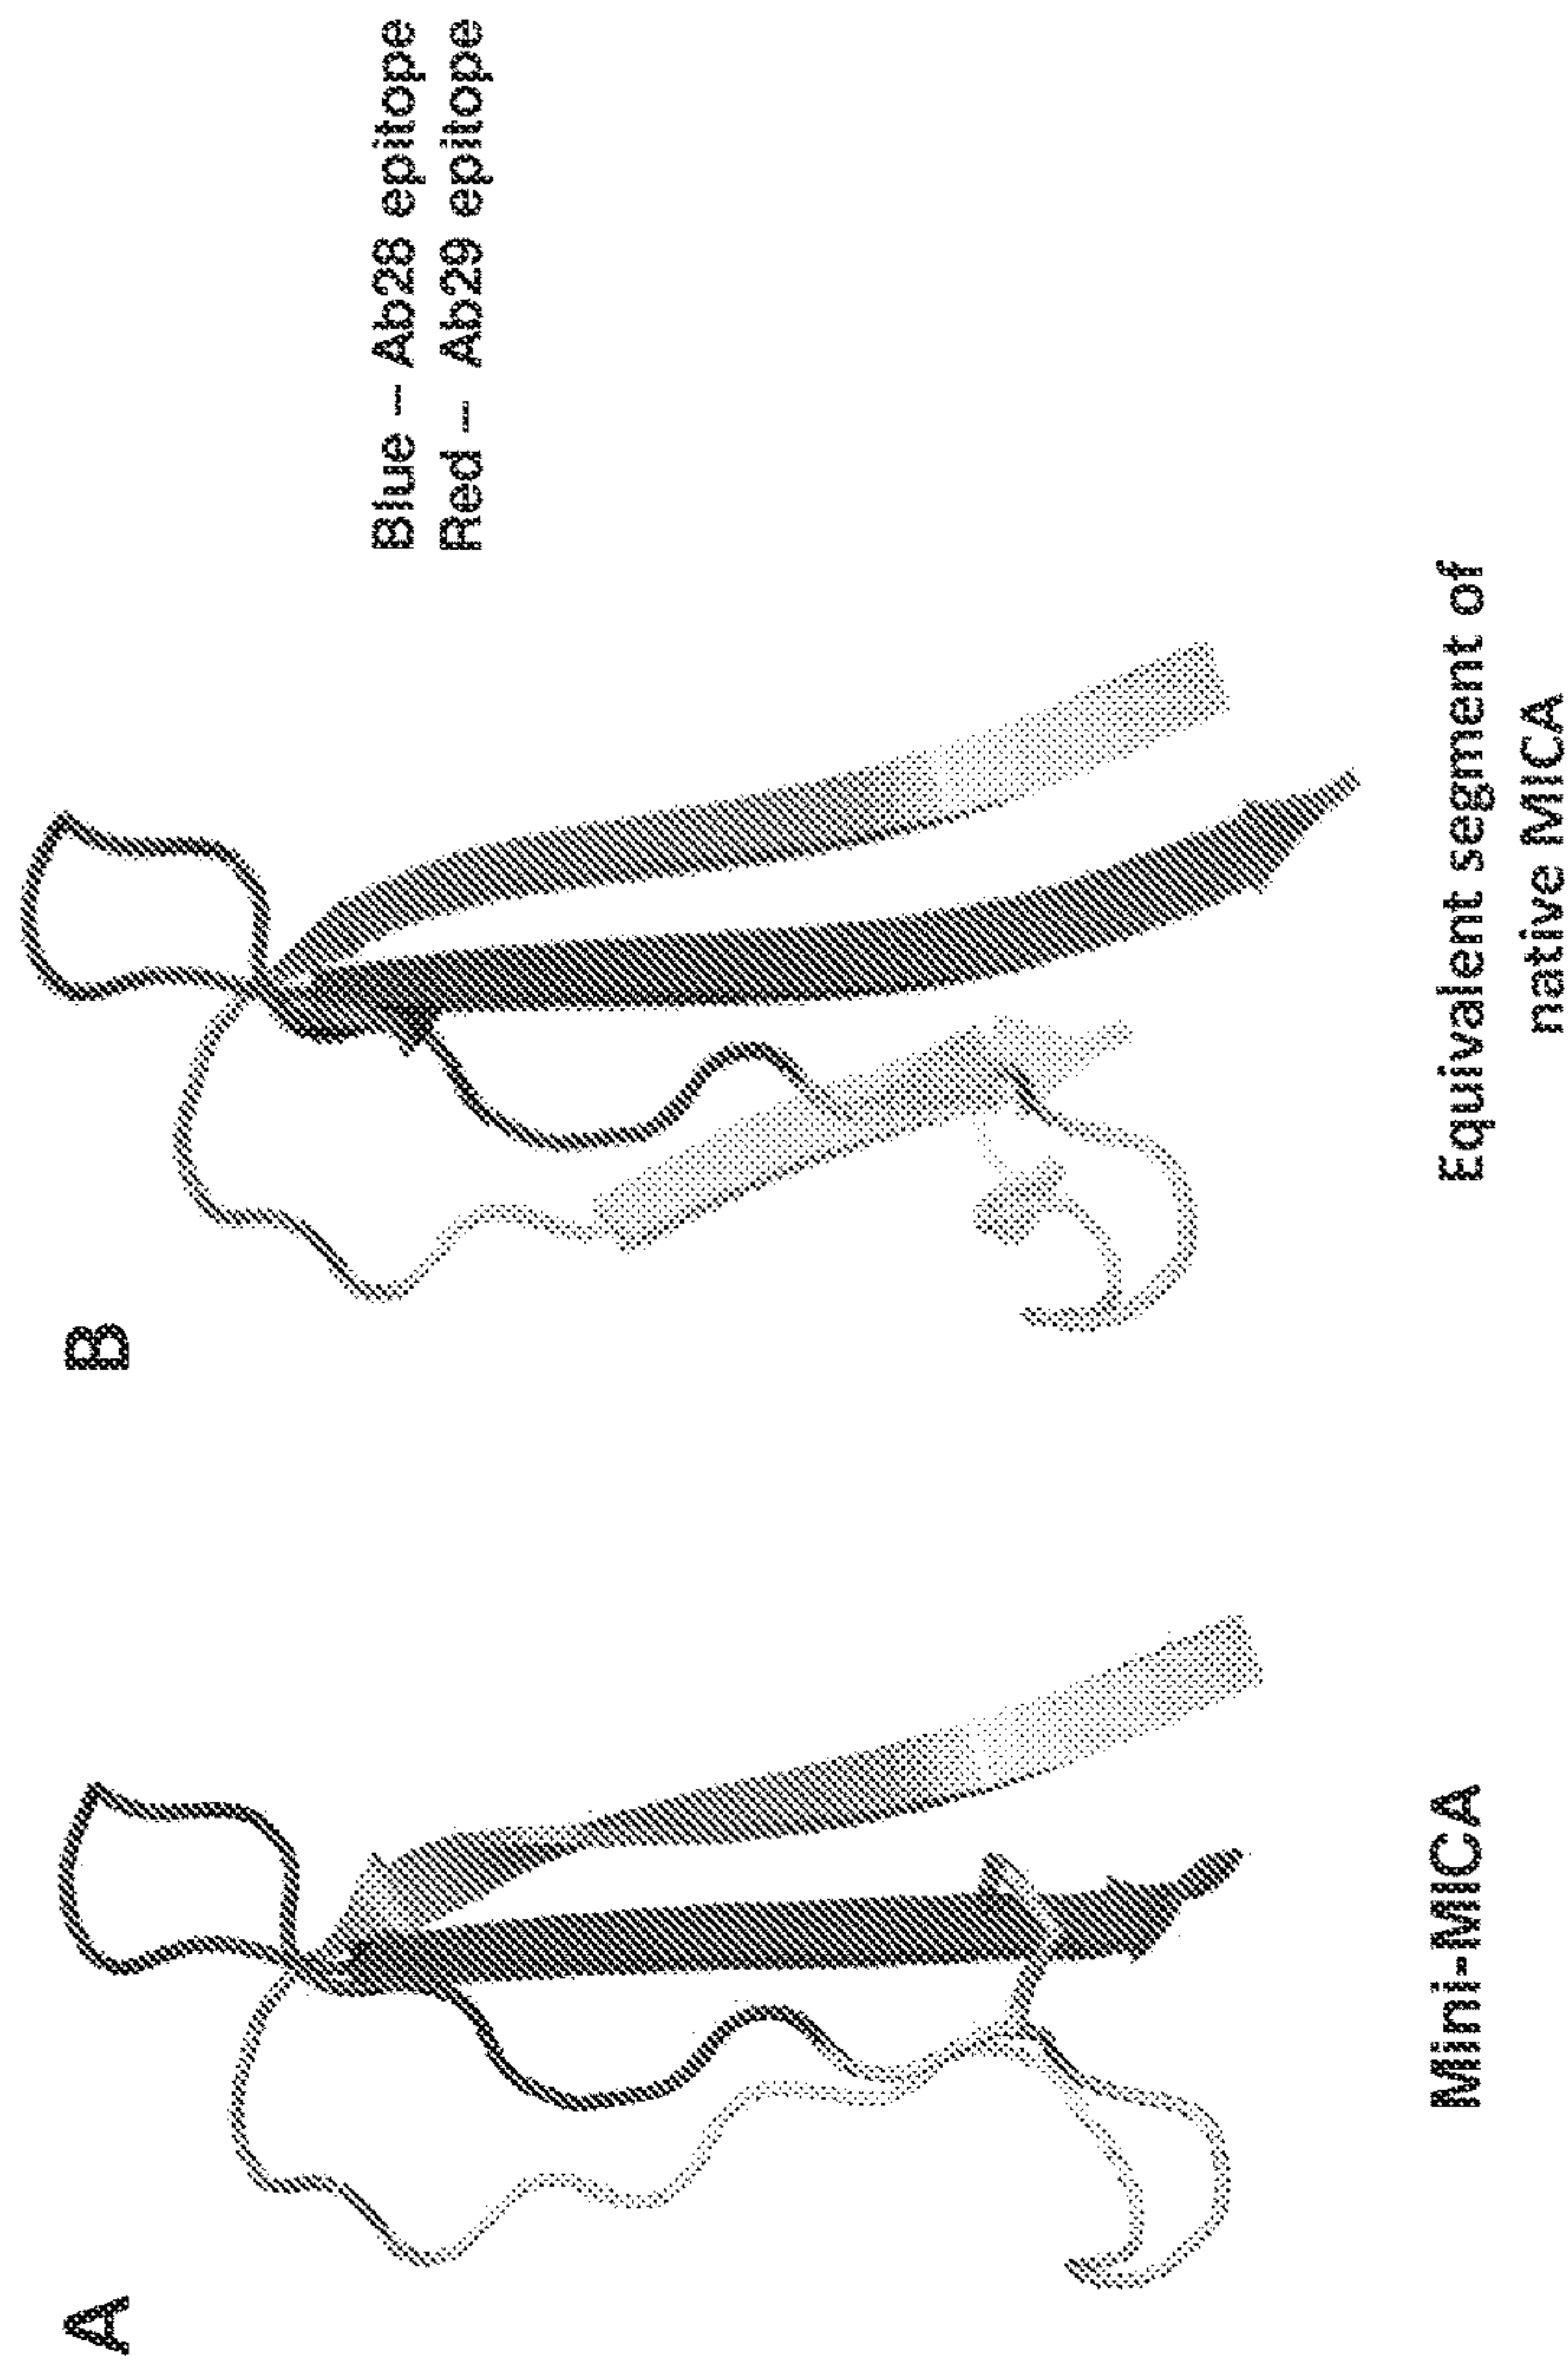 A
Mini-MICA
B
Equivalent segment of
native MICA
Blue – Ab28 epitope
Red – Ab29 epitope